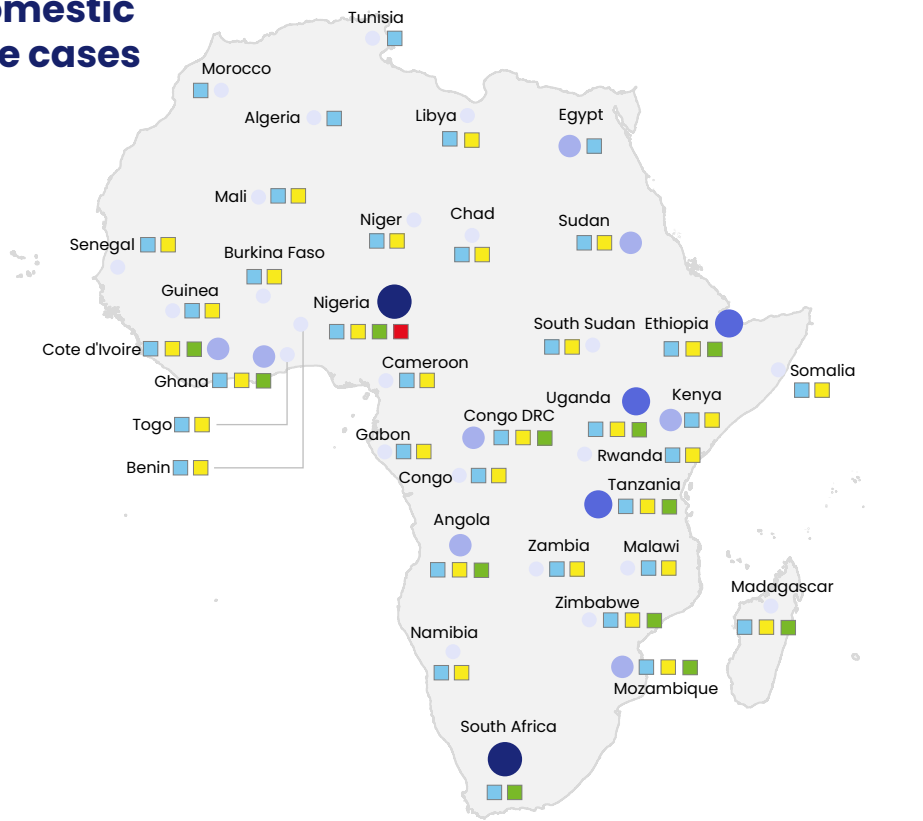 omestic
e cases
Tunisia
Morocco
Algeria
Libya
Egypt
Mali
Niger
Chad
Sudan
Senegal
Burkina Faso
Guinea
Nigeria
South Sudan
Ethiopia
Cote d'Ivoire
Cameroon
Somalia
Ghana
Uganda
Kenya
Togo
Congo DRC
Gabon
Rwanda
Benin
Congo
Tanzania
Angola
Zambia
Malawi
Madagascar
Zimbabwe
Namibia
Mozambique
South Africa